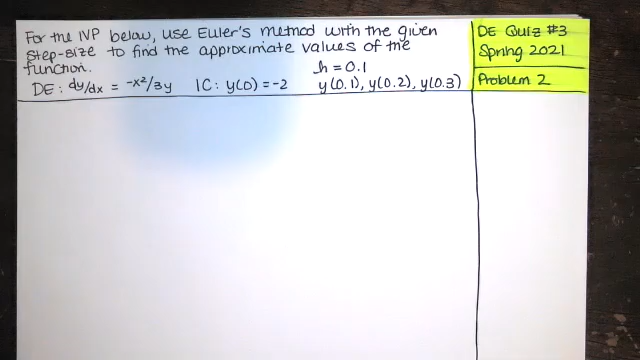 For the IVP below, use Euler's method with the given
step-size to find the approximate values of the
function.
h = 0.1
DE: dy/dx = -x²/3y IC: y(0) = -2 y(0.1), y(0.2), y(0.3)
DE Quiz #3
Spring 2021
Problem 2